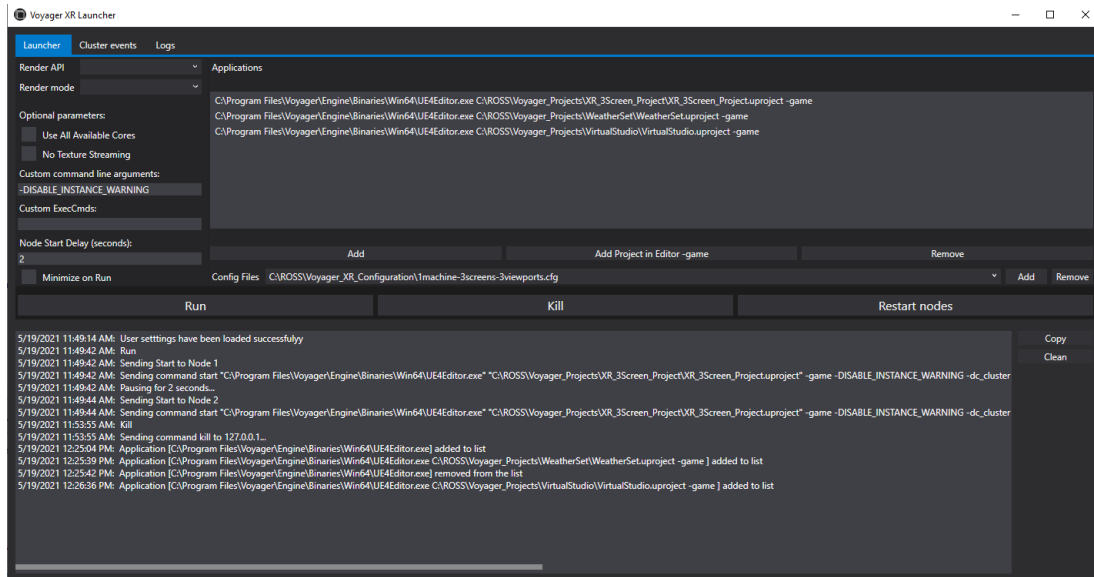 Voyager XR Launcher
Launcher Cluster events Logs
Render API
Render mode
Optional parameters:
Use All Available Cores
No Texture Streaming
Custom command line arguments:
-DISABLE_INSTANCE_WARNING
Custom ExecCmds:
Node Start Delay (seconds):
2
Minimize on Run
Applications
C:\Program Files\Voyager\Engine\Binaries\Win64\UE4Editor.exe C:\ROSS\Voyager_Projects\XR_3Screen_Project\XR_3Screen_Project.uproject -game
C:\Program Files\Voyager\Engine\Binaries\Win64\UE4Editor.exe C:\ROSS\Voyager_Projects\WeatherSet\WeatherSet.uproject -game
C:\Program Files\Voyager\Engine\Binaries\Win64\UE4Editor.exe C:\ROSS\Voyager_Projects\VirtualStudio\VirtualStudio.uproject -game
Add Add Project in Editor -game Remove
Config Files C:\ROSS\Voyager_XR_Configuration\1machine-3screens-3viewports.cfg Add Remove
Run Kill Restart nodes
5/19/2021 11:49:14 AM: User setttings have been loaded successfulyy
5/19/2021 11:49:42 AM: Run
5/19/2021 11:49:42 AM: Sending Start to Node 1
5/19/2021 11:49:42 AM: Sending command start "C:\Program Files\Voyager\Engine\Binaries\Win64\UE4Editor.exe" "C:\ROSS\Voyager_Projects\XR_3Screen_Project\XR_3Screen_Project.uproject" -game -DISABLE_INSTANCE_WARNING -dc_cluster
5/19/2021 11:49:42 AM: Pausing for 2 seconds...
5/19/2021 11:49:44 AM: Sending Start to Node 2
5/19/2021 11:49:44 AM: Sending command start "C:\Program Files\Voyager\Engine\Binaries\Win64\UE4Editor.exe" "C:\ROSS\Voyager_Projects\XR_3Screen_Project\XR_3Screen_Project.uproject" -game -DISABLE_INSTANCE_WARNING -dc_cluster
5/19/2021 11:53:55 AM: Kill
5/19/2021 11:53:55 AM: Sending command kill to 127.0.0.1...
5/19/2021 12:25:04 PM: Application [C:\Program Files\Voyager\Engine\Binaries\Win64\UE4Editor.exe] added to list
5/19/2021 12:25:39 PM: Application [C:\Program Files\Voyager\Engine\Binaries\Win64\UE4Editor.exe C:\ROSS\Voyager_Projects\WeatherSet\WeatherSet.uproject -game ] added to list
5/19/2021 12:25:42 PM: Application [C:\Program Files\Voyager\Engine\Binaries\Win64\UE4Editor.exe] removed from the list
5/19/2021 12:26:36 PM: Application [C:\Program Files\Voyager\Engine\Binaries\Win64\UE4Editor.exe C:\ROSS\Voyager_Projects\VirtualStudio\VirtualStudio.uproject -game ] added to list
Copy
Clean